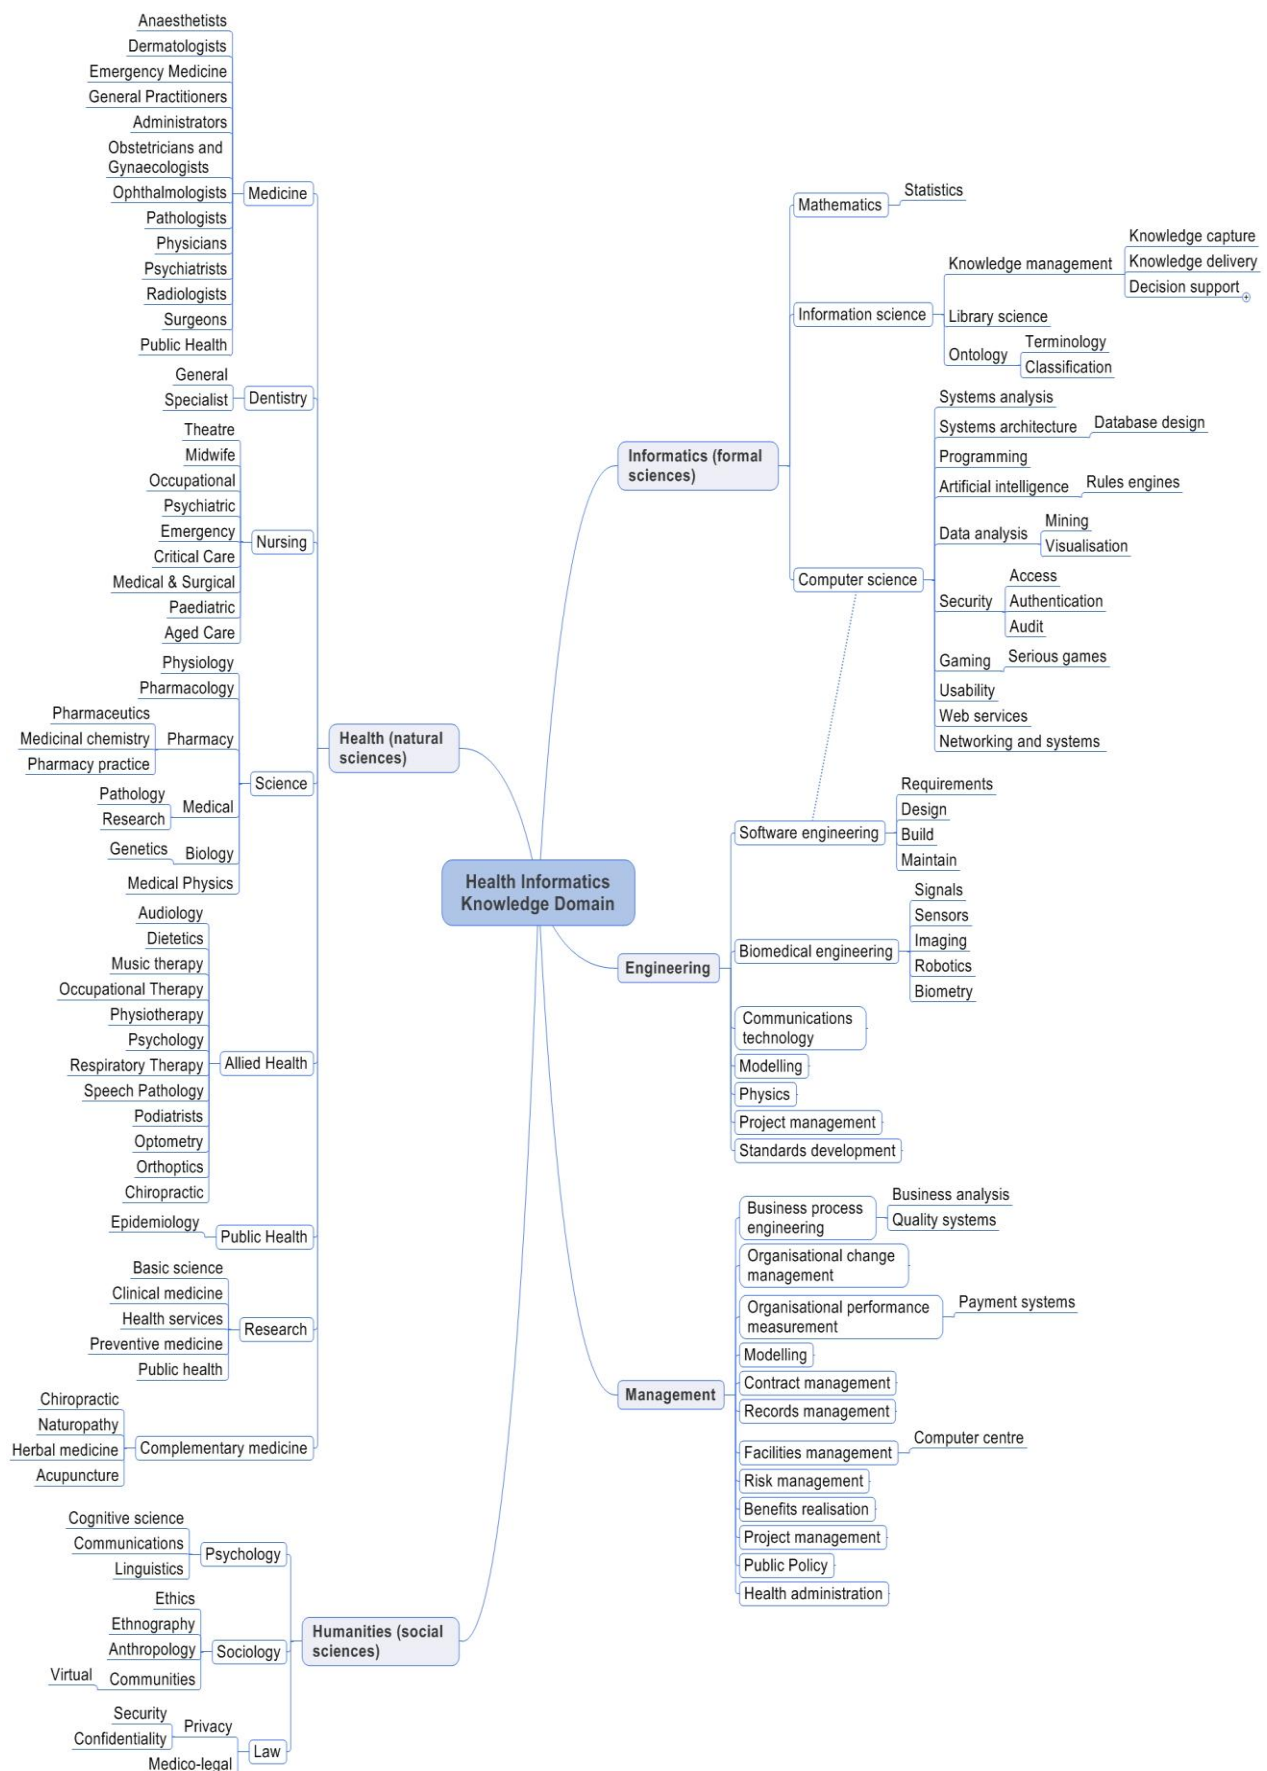 Anaesthetists
Dermatologists
Emergency Medicine
General Practitioners
Administrators
Obstetricians and
Gynaecologists
Ophthalmologists
Pathologists
Physicians
Psychiatrists
Radiologists
Surgeons
Public Health
Medicine
General
Specialist
Dentistry
Theatre
Midwife
Occupational
Psychiatric
Emergency
Critical Care
Medical & Surgical
Paediatric
Aged Care
Nursing
Physiology
Pharmacology
Pharmaceutics
Medicinal chemistry
Pharmacy practice
Pharmacy
Pathology
Research
Medical
Genetics
Biology
Medical Physics
Science
Audiology
Dietetics
Music therapy
Occupational Therapy
Physiotherapy
Psychology
Respiratory Therapy
Speech Pathology
Podiatrists
Optometry
Orthoptics
Chiropractic
Allied Health
Epidemiology
Public Health
Basic science
Clinical medicine
Health services
Preventive medicine
Public health
Research
Chiropractic
Naturopathy
Herbal medicine
Acupuncture
Complementary medicine
Health (natural
sciences)
Cognitive science
Communications
Linguistics
Psychology
Ethics
Ethnography
Anthropology
Virtual
Communities
Sociology
Security
Confidentiality
Privacy
Medico-legal
Law
Humanities (social
sciences)
Health Informatics
Knowledge Domain
Informatics (formal
sciences)
Mathematics
Statistics
Information science
Knowledge management
Knowledge capture
Knowledge delivery
Decision support
Library science
Ontology
Terminology
Classification
Computer science
Systems analysis
Systems architecture
Database design
Programming
Artificial intelligence
Rules engines
Data analysis
Mining
Visualisation
Security
Access
Authentication
Audit
Gaming
Serious games
Usability
Web services
Networking and systems
Engineering
Software engineering
Requirements
Design
Build
Maintain
Biomedical engineering
Signals
Sensors
Imaging
Robotics
Biometry
Communications
technology
Modelling
Physics
Project management
Standards development
Management
Business process
engineering
Business analysis
Quality systems
Organisational change
management
Organisational performance
measurement
Payment systems
Modelling
Contract management
Records management
Facilities management
Computer centre
Risk management
Benefits realisation
Project management
Public Policy
Health administration